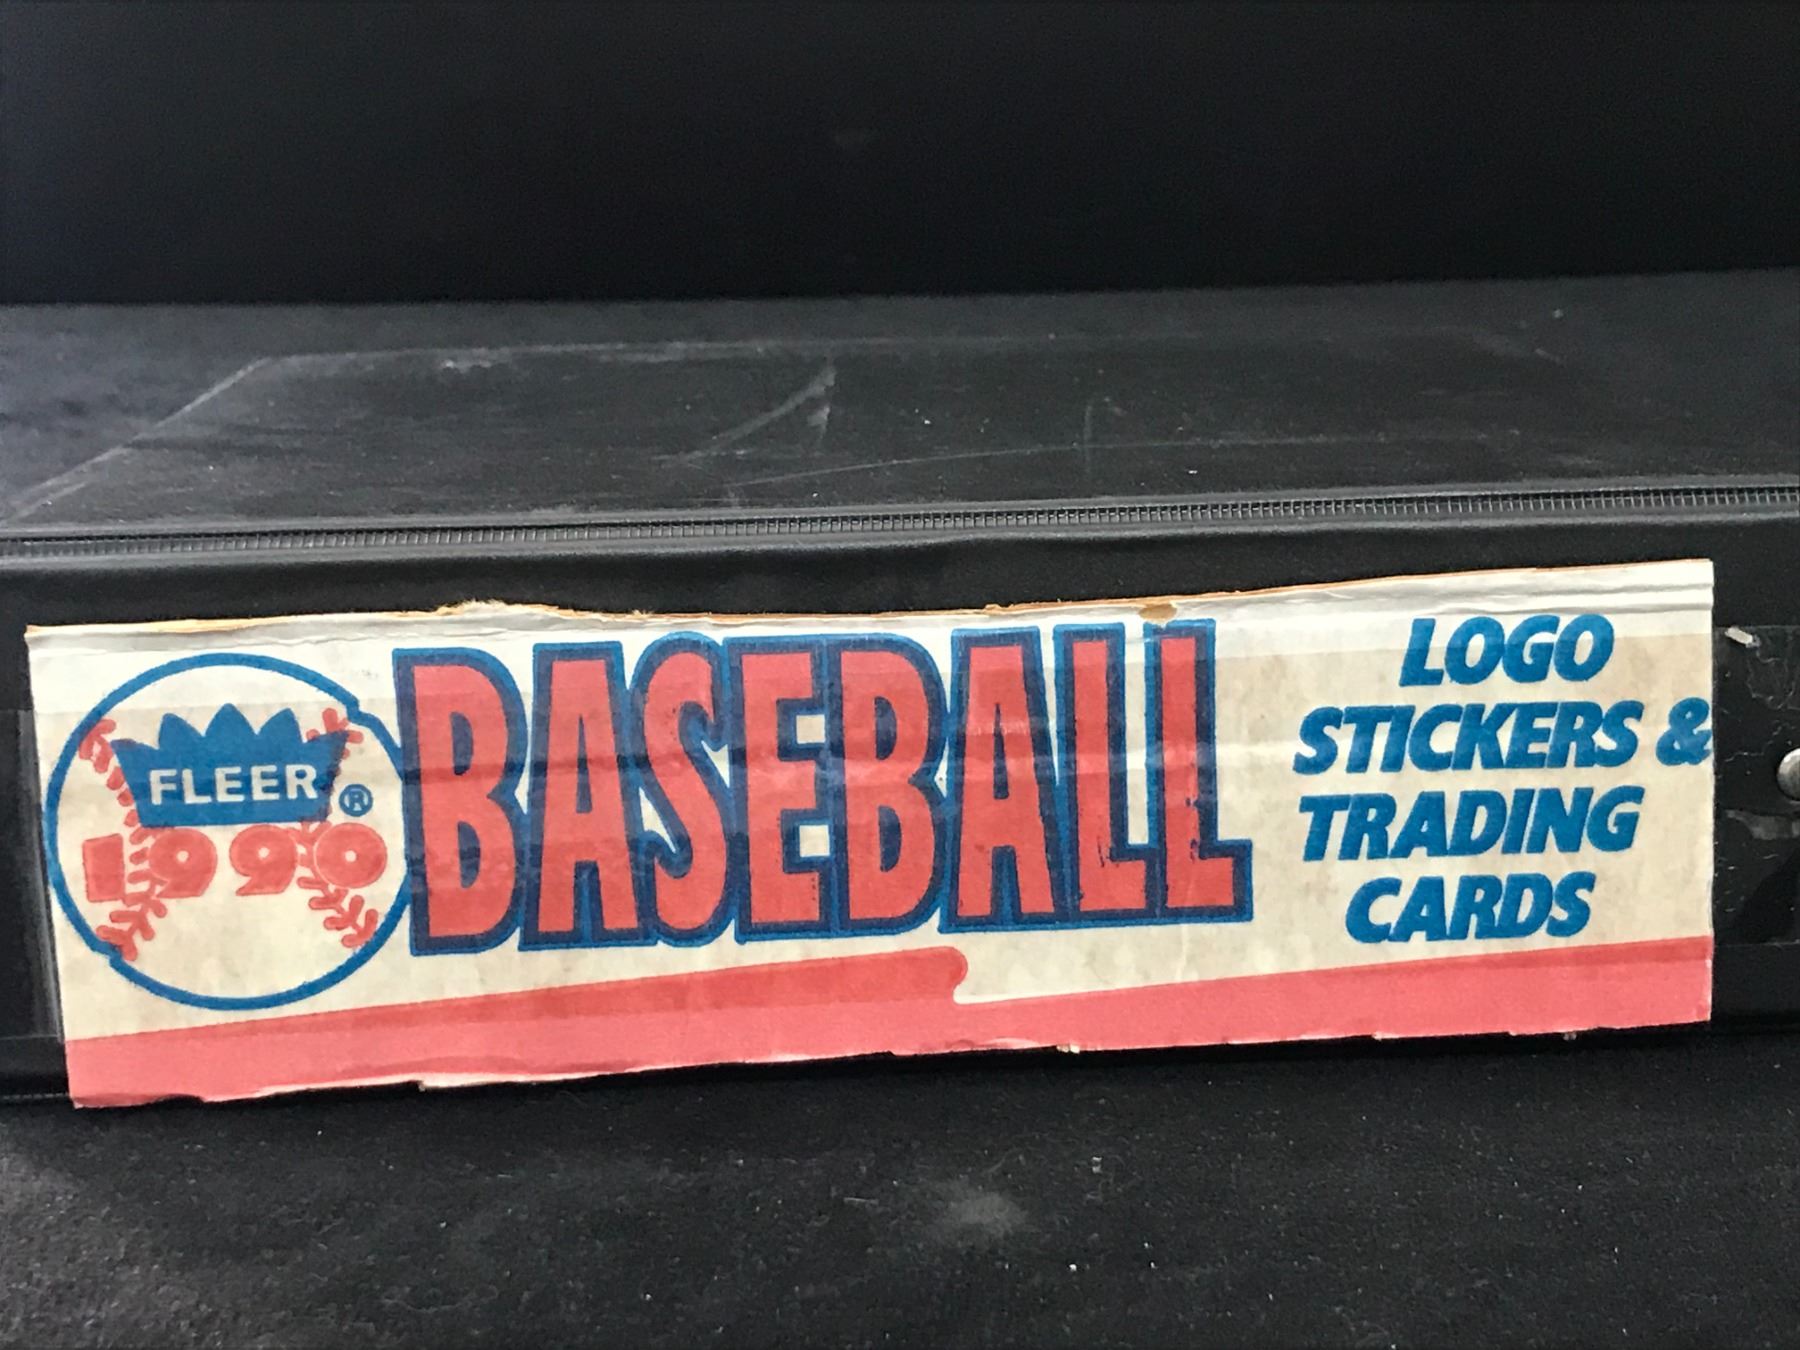 FLEER ®
1990
BASEBALL
LOGO
STICKERS &
TRADING
CARDS